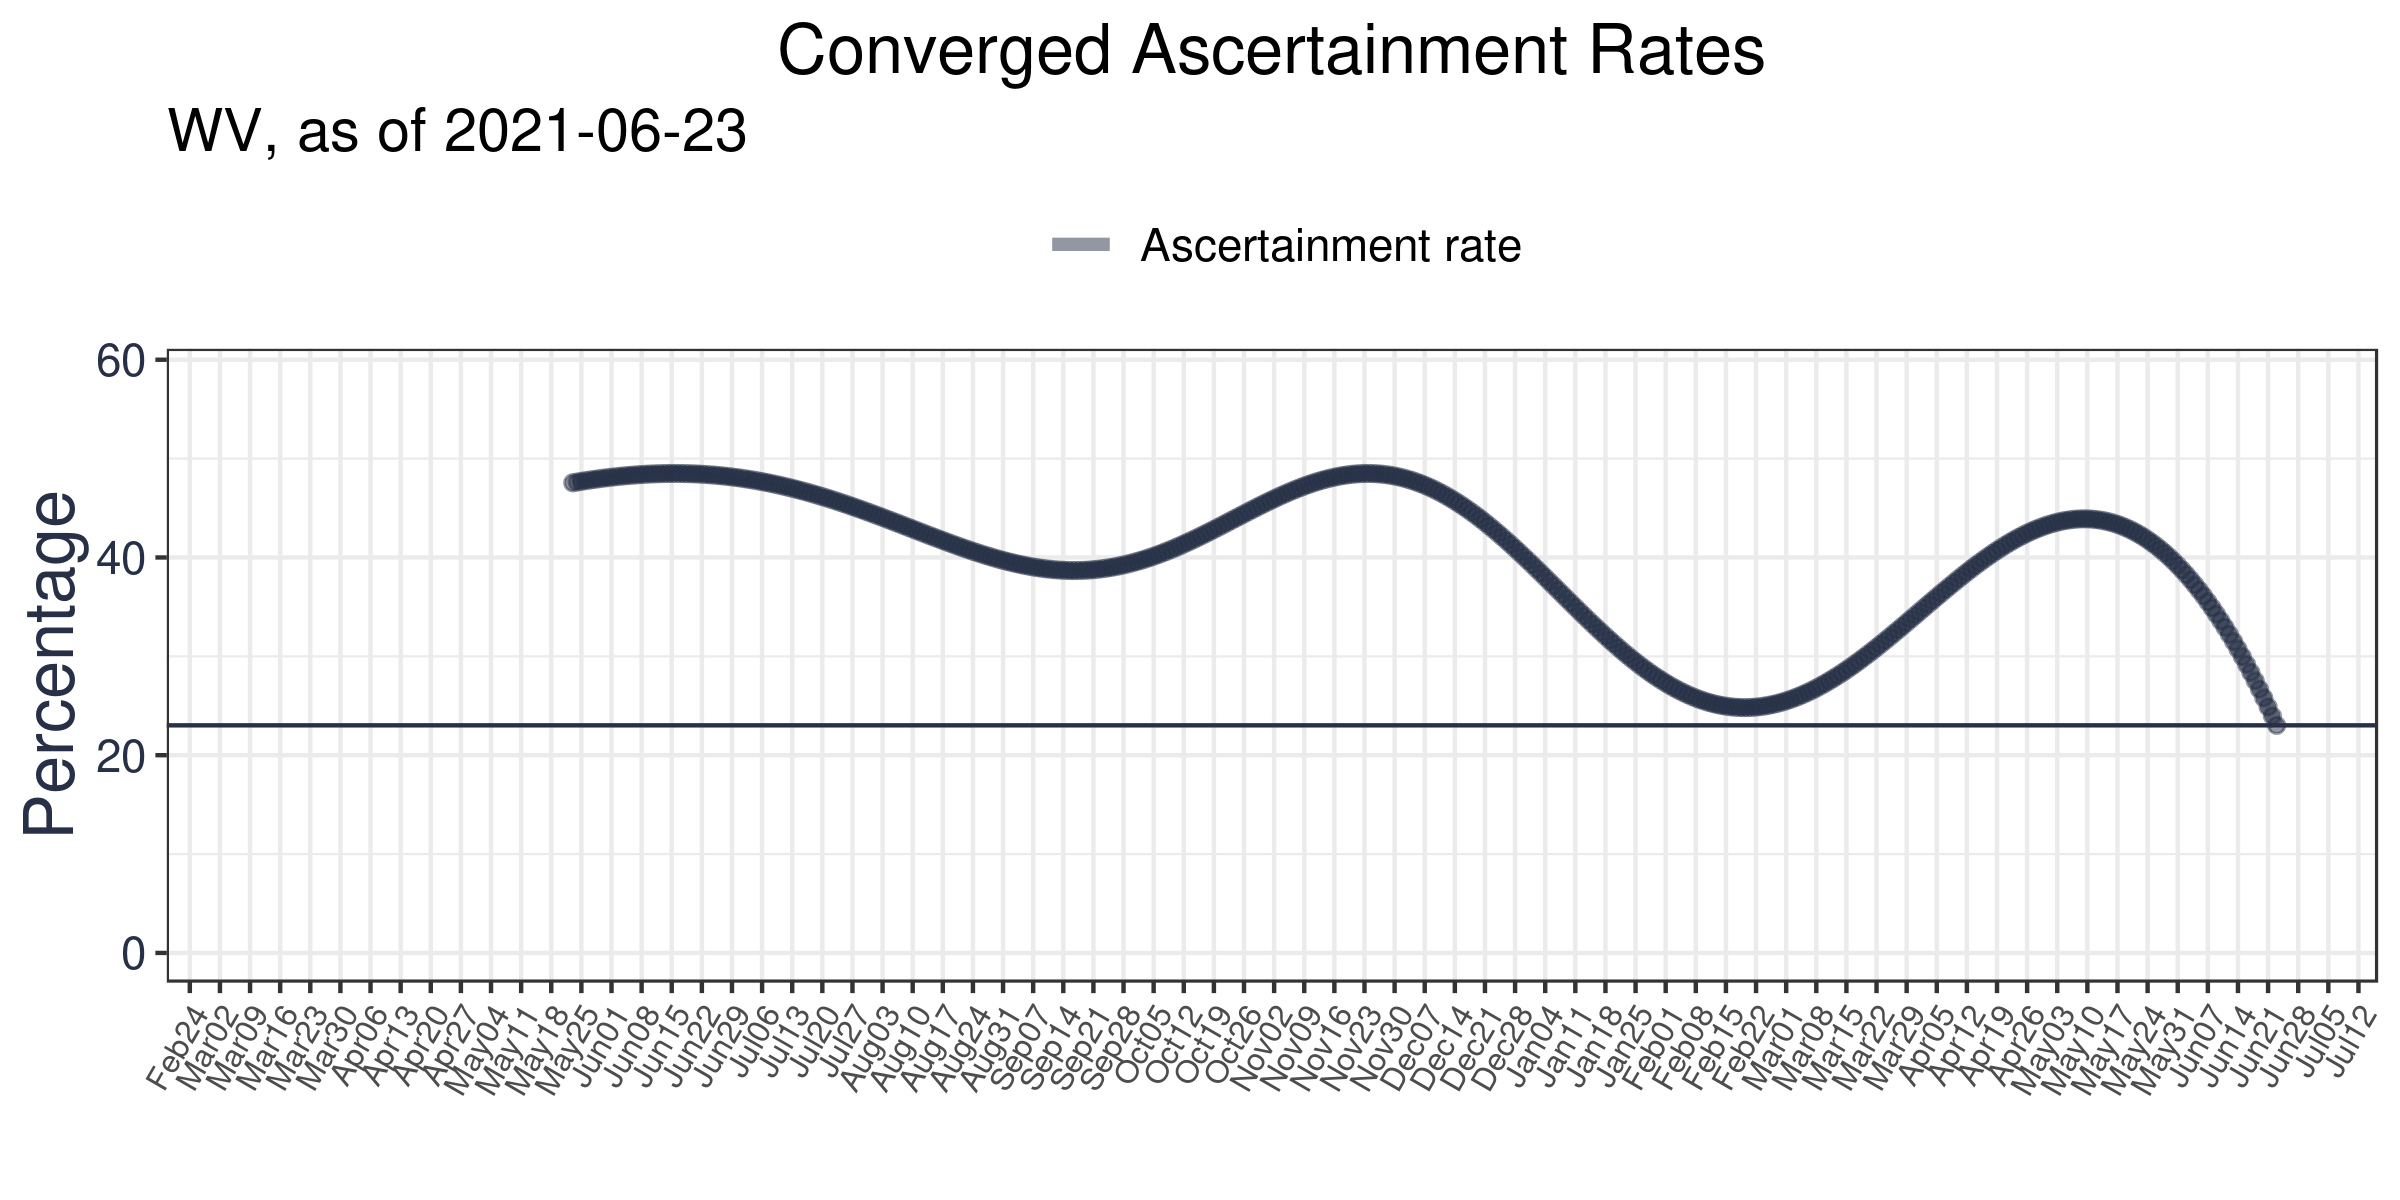 Converged Ascertainment Rates
WV, as of 2021-06-23
Ascertainment rate
Percentage
60
40
20
0
Feb24
Mar02
Mar09
Mar16
Mar23
Mar30
Apr06
Apr13
Apr20
Apr27
May04
May11
May18
May25
Jun01
Jun08
Jun15
Jun22
Jun29
Jul06
Jul13
Jul20
Jul27
Aug03
Aug10
Aug17
Aug24
Aug31
Sep07
Sep14
Sep21
Sep28
Oct05
Oct12
Oct19
Oct26
Nov02
Nov09
Nov16
Nov23
Nov30
Dec07
Dec14
Dec21
Dec28
Jan04
Jan11
Jan18
Jan25
Feb01
Feb08
Feb15
Feb22
Mar01
Mar08
Mar15
Mar22
Mar29
Apr05
Apr12
Apr19
Apr26
May03
May10
May17
May24
May31
Jun07
Jun14
Jun21
Jun28
Jul05
Jul12